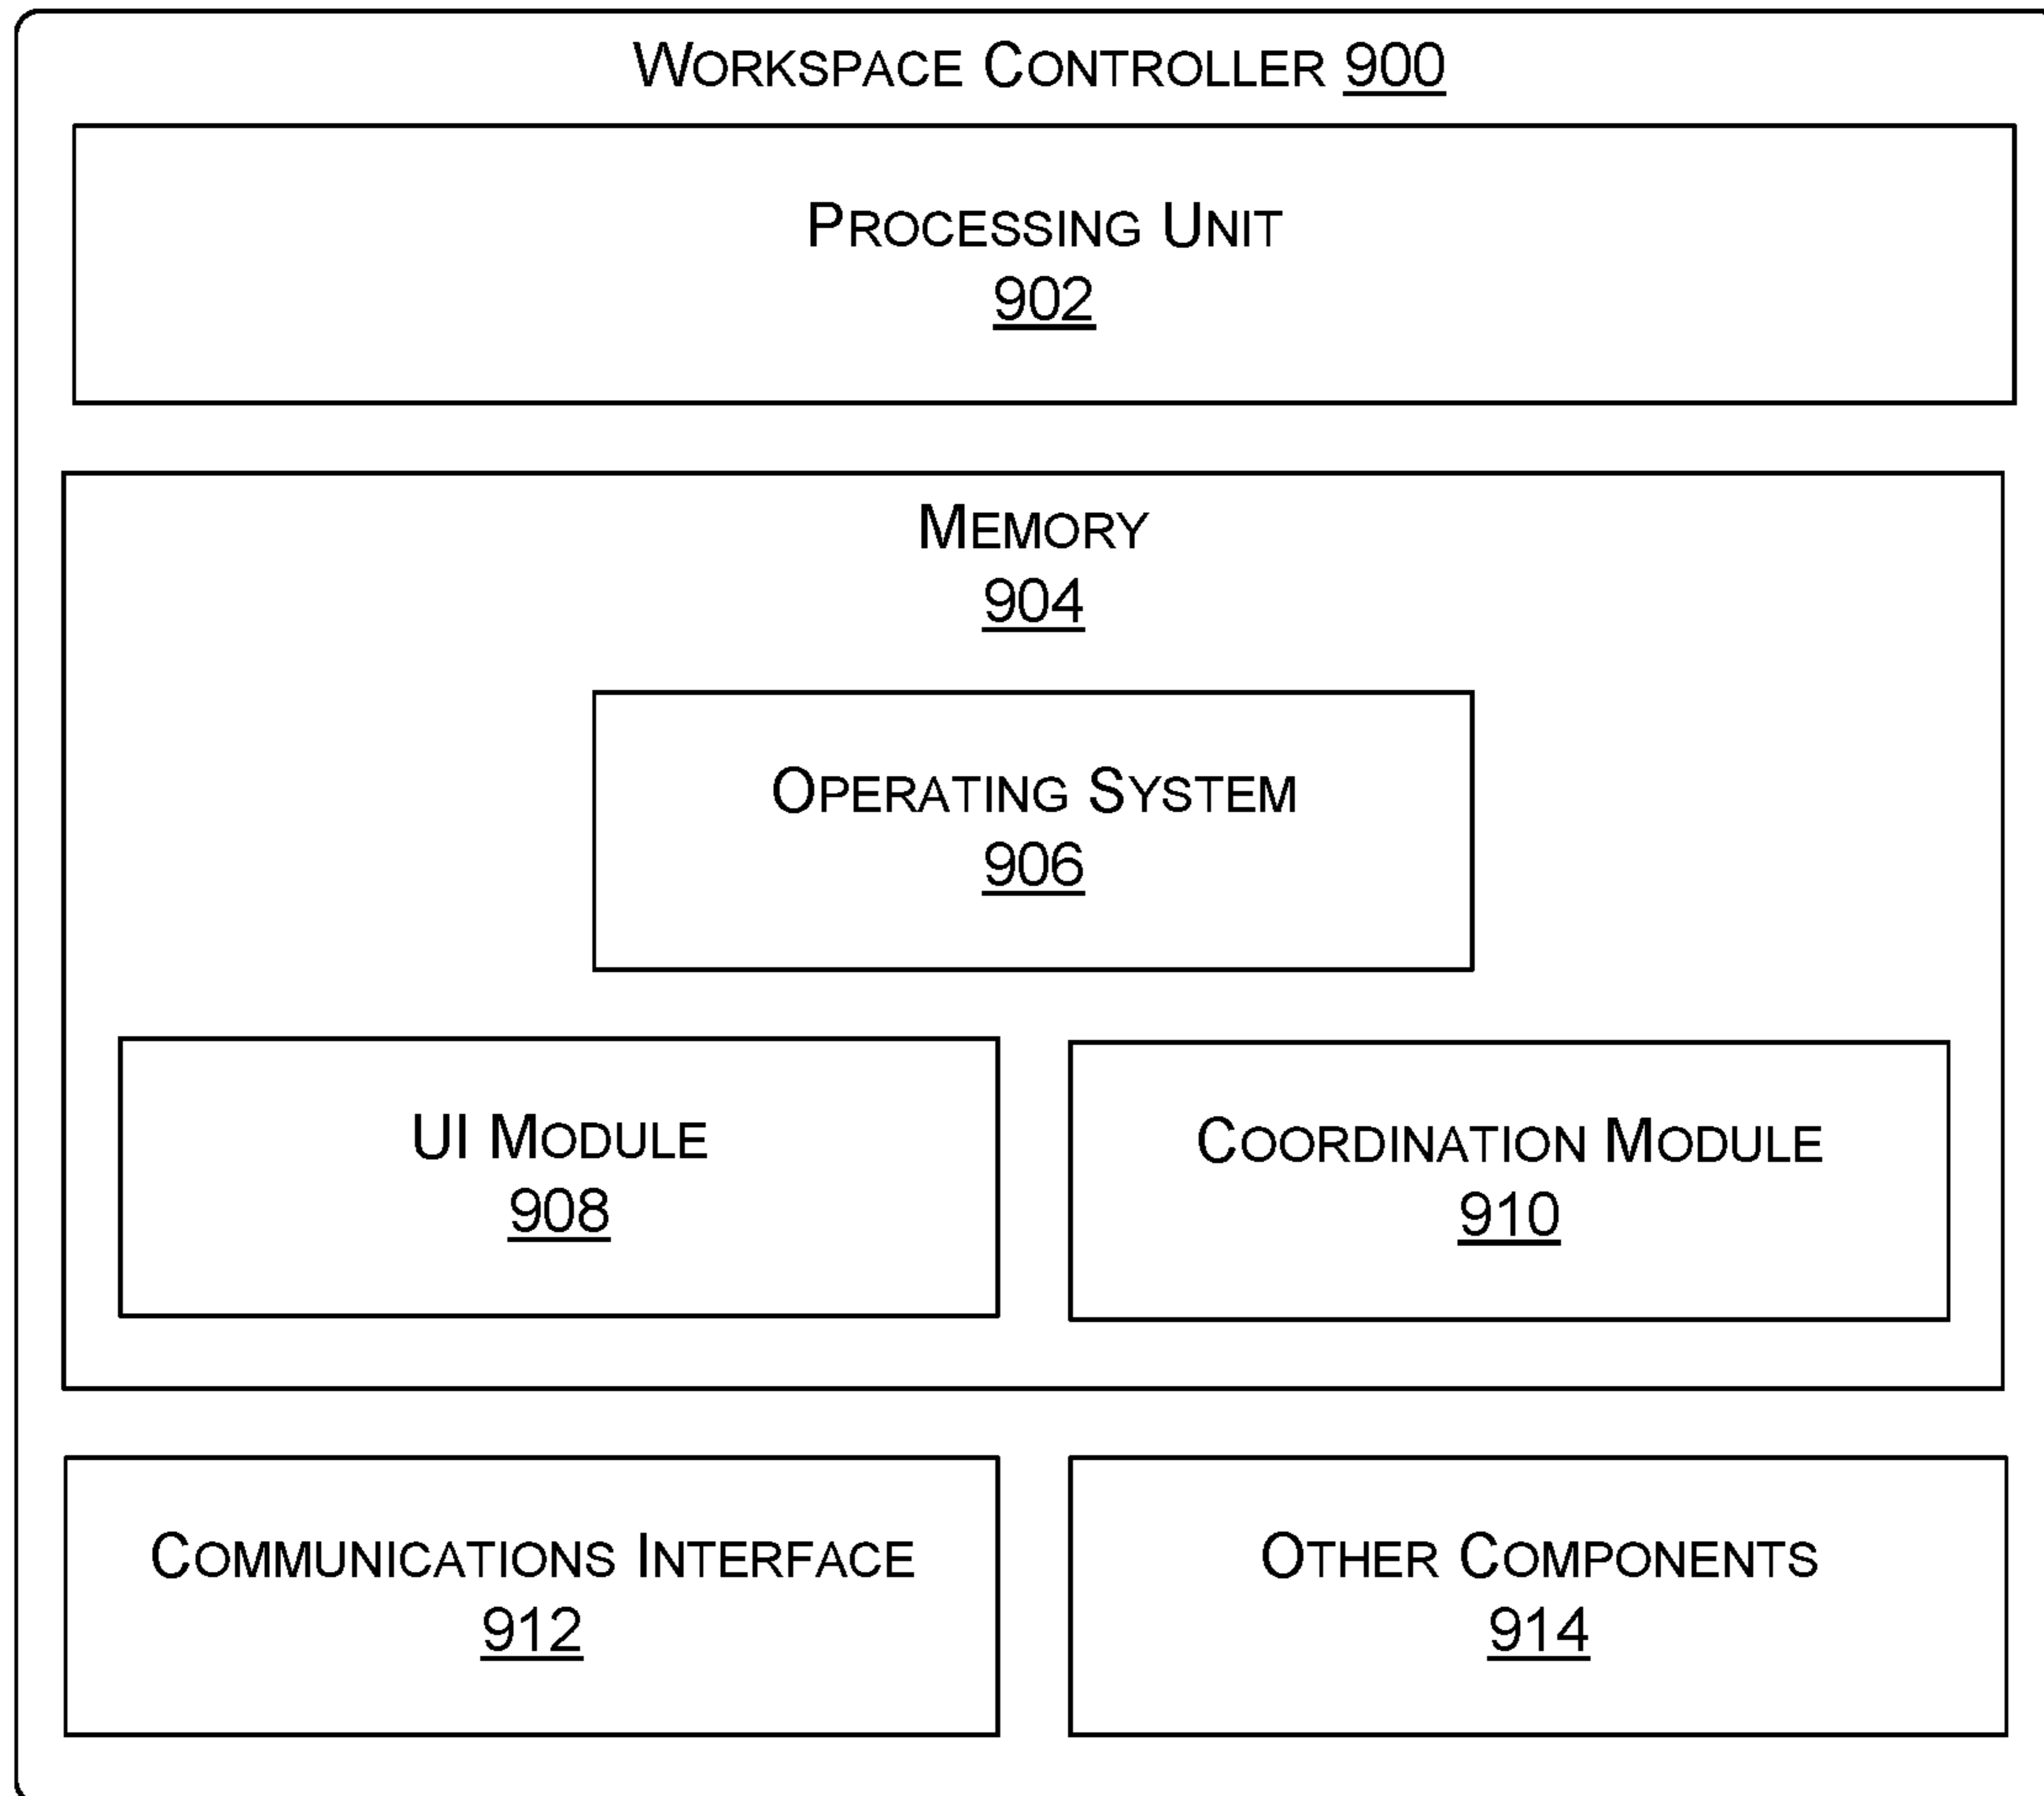 WORKSPACE CONTROLLER 900
PROCESSING UNIT
902
MEMORY
904
OPERATING SYSTEM
906
UI MODULE
908
COORDINATION MODULE
910
COMMUNICATIONS INTERFACE
912
OTHER COMPONENTS
914